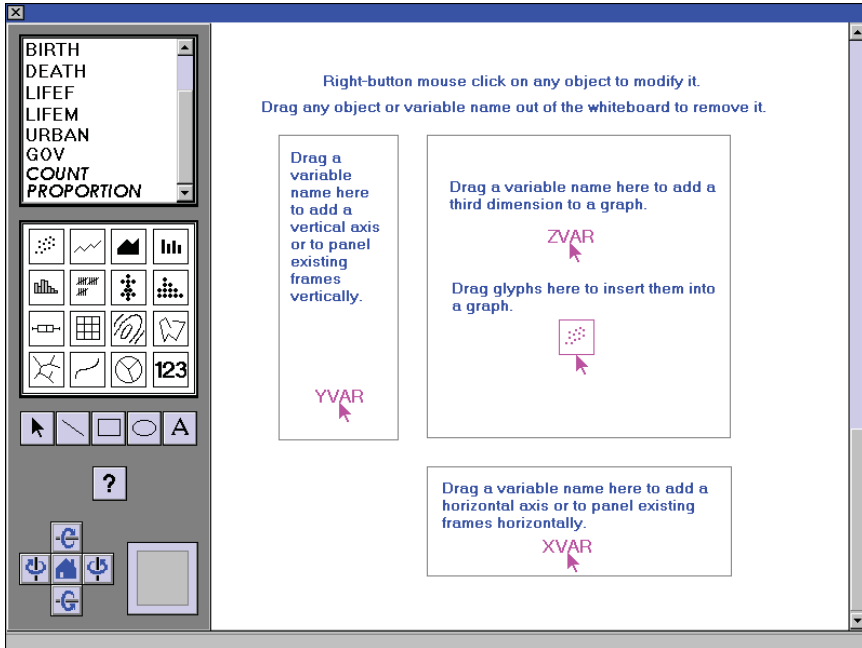 BIRTH
DEATH
LIFEF
LIFEM
URBAN
GOV
COUNT
PROPORTION
123
A
?
Right-button mouse click on any object to modify it.
Drag any object or variable name out of the whiteboard to remove it.
Drag a
variable
name here
to add a
vertical axis
or to panel
existing
frames
vertically.
YVAR
Drag a variable name here to add a
third dimension to a graph.
ZVAR
Drag glyphs here to insert them into
a graph.
Drag a variable name here to add a
horizontal axis or to panel existing
frames horizontally.
XVAR